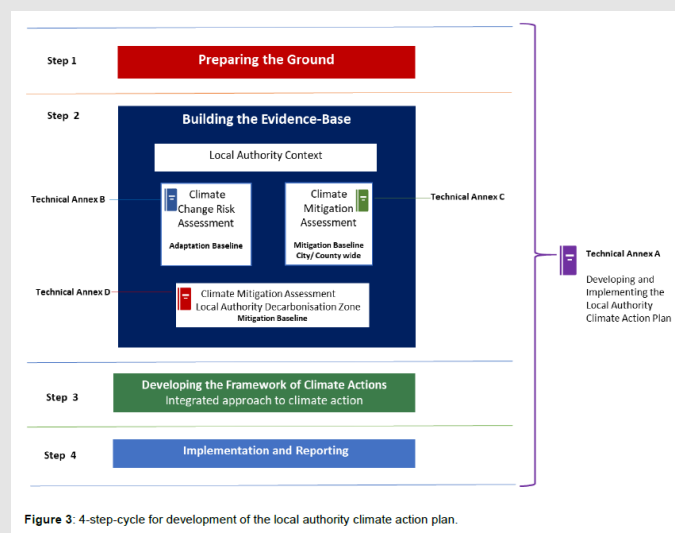 Step 1
Preparing the Ground
Step 2
Building the Evidence-Base
Local Authority Context
Technical Annex B
Climate
Change Risk
Assessment
Adaptation Baseline
Climate
Mitigation
Assessment
Mitigation Baseline
City/ County wide
Technical Annex C
Technical Annex D
Climate Mitigation Assessment
Local Authority Decarbonisation Zone
Mitigation Baseline
Step 3
Developing the Framework of Climate Actions
Integrated approach to climate action
Step 4
Implementation and Reporting
Technical Annex A
Developing and
Implementing the
Local Authority
Climate Action Plan
Figure 3: 4-step-cycle for development of the local authority climate action plan.